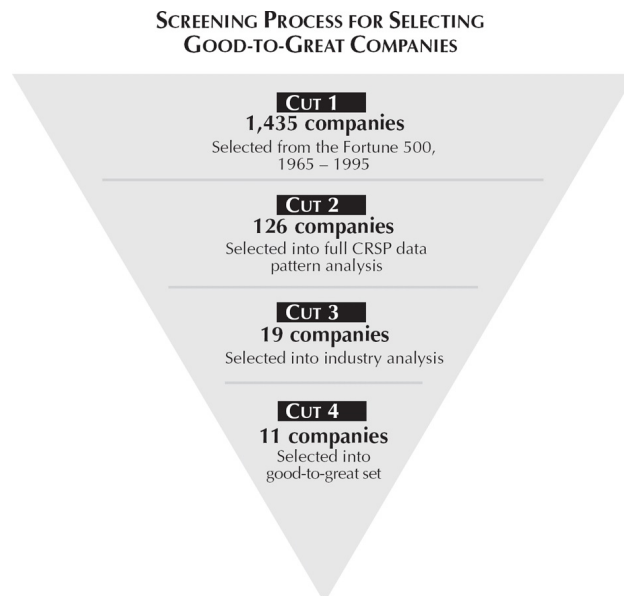 SCREENING PROCESS FOR SELECTING
GOOD-TO-GREAT COMPANIES
CUT 1
1,435 companies
Selected from the Fortune 500,
1965 – 1995
CUT 2
126 companies
Selected into full CRSP data
pattern analysis
CUT 3
19 companies
Selected into industry analysis
CUT 4
11 companies
Selected into
good-to-great set